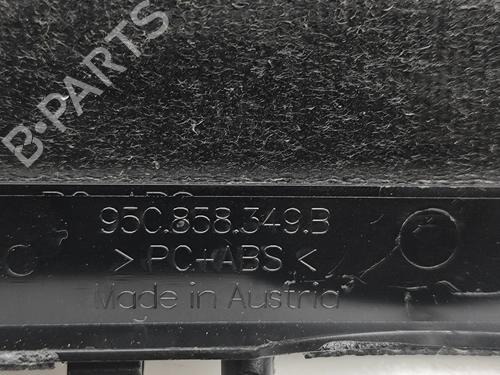 B-PARTS
95C.858.349.B
> PC+ABS <
Made in Austria